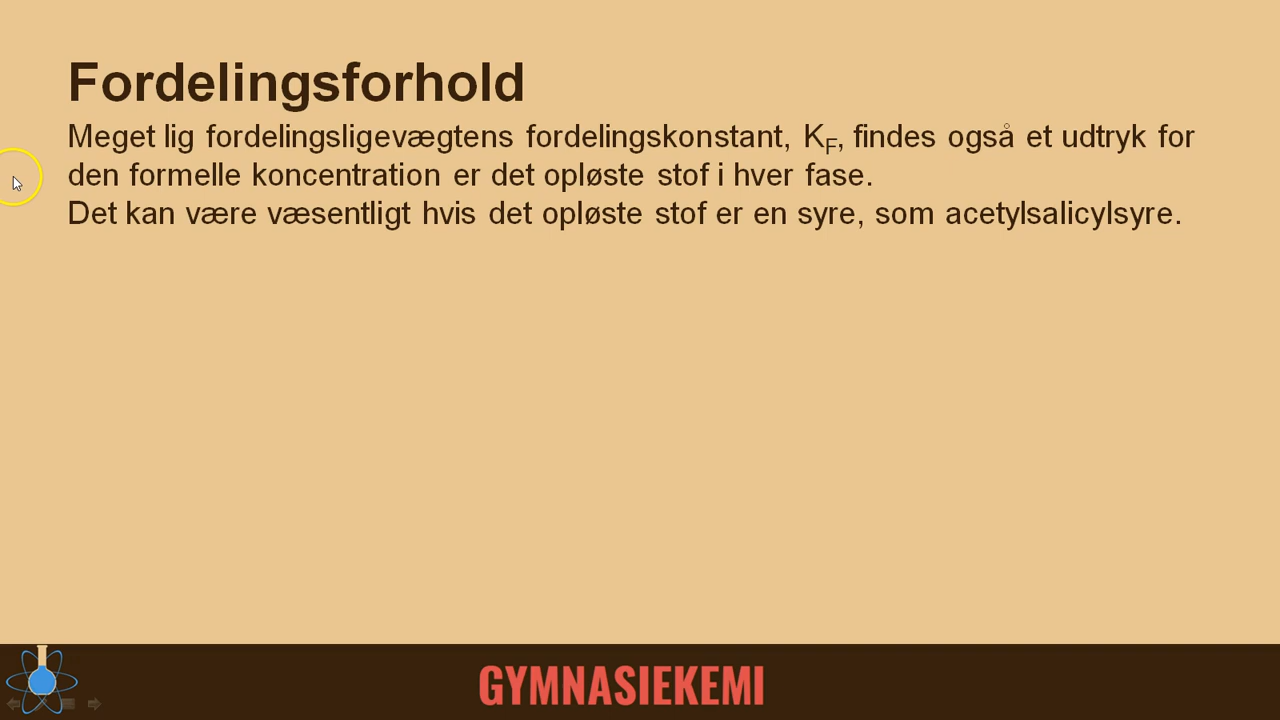 Fordelingsforhold
Meget lig fordelingsligevægtens fordelingskonstant, K_F, findes også et udtryk for
den formelle koncentration er det opløste stof i hver fase.
Det kan være væsentligt hvis det opløste stof er en syre, som acetylsalicylsyre.
GYMNASIEKEMI